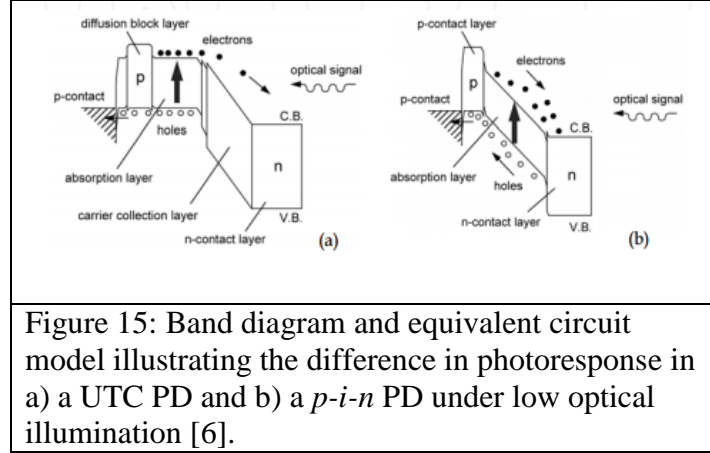 diffusion block layer
electrons
optical signal
p
p-contact
holes
C.B.
absorption layer
n
carrier collection layer
n-contact layer
V.B.
(a)
p-contact layer
electrons
p-contact
p
optical signal
C.B.
absorption layer
holes
n
n-contact layer
V.B.
(b)
Figure 15: Band diagram and equivalent circuit
model illustrating the difference in photoresponse in
a) a UTC PD and b) a p-i-n PD under low optical
illumination [6].